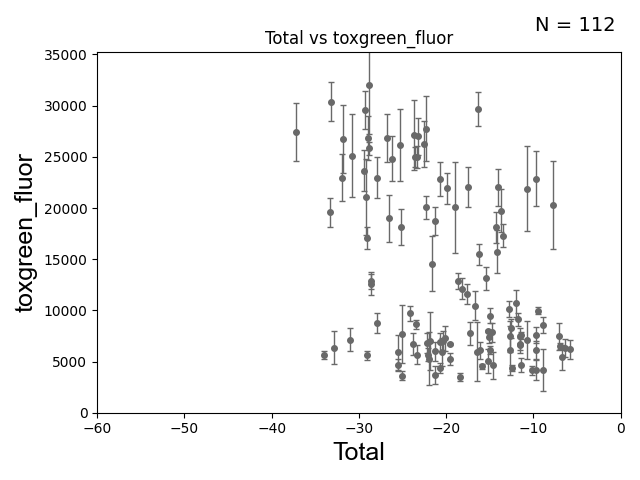 N = 112
Total vs toxgreen_fluor
35000
30000
25000
20000
15000
10000
5000
0
toxgreen_fluor
−60 −50 −40 −30 −20 −10 0
Total